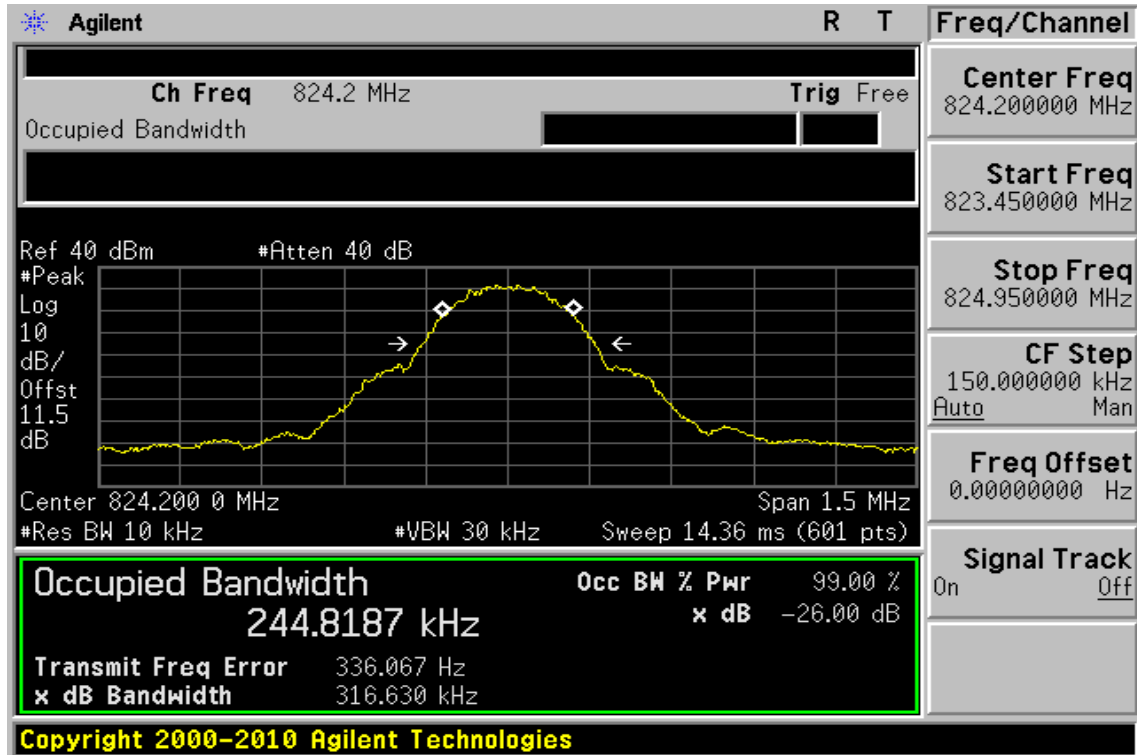 Agilent R T
Ch Freq 824.2 MHz Trig Free
Occupied Bandwidth
Ref 40 dBm #Atten 40 dB
#Peak
Log
10
dB/
Offst
11.5
dB
Center 824.200 0 MHz Span 1.5 MHz
#Res BW 10 kHz #VBW 30 kHz Sweep 14.36 ms (601 pts)
Occupied Bandwidth Occ BW % Pwr 99.00 %
244.8187 kHz x dB -26.00 dB
Transmit Freq Error 336.067 Hz
x dB Bandwidth 316.630 kHz
Copyright 2000-2010 Agilent Technologies
Freq/Channel
Center Freq
824.200000 MHz
Start Freq
823.450000 MHz
Stop Freq
824.950000 MHz
CF Step
150.000000 kHz
Auto Man
Freq Offset
0.00000000 Hz
Signal Track
On Off